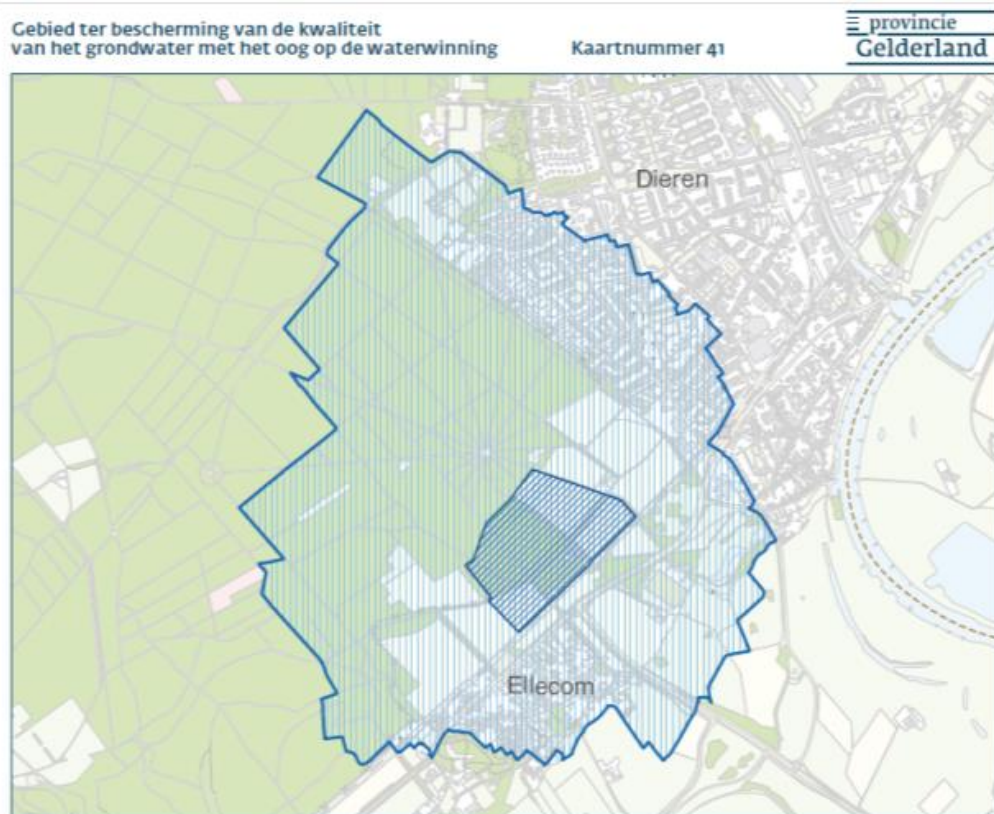 Gebied ter bescherming van de kwaliteit
van het grondwater met het oog op de waterwinning
Kaartnummer 41
provincie
Gelderland
Dieren
Ellecom